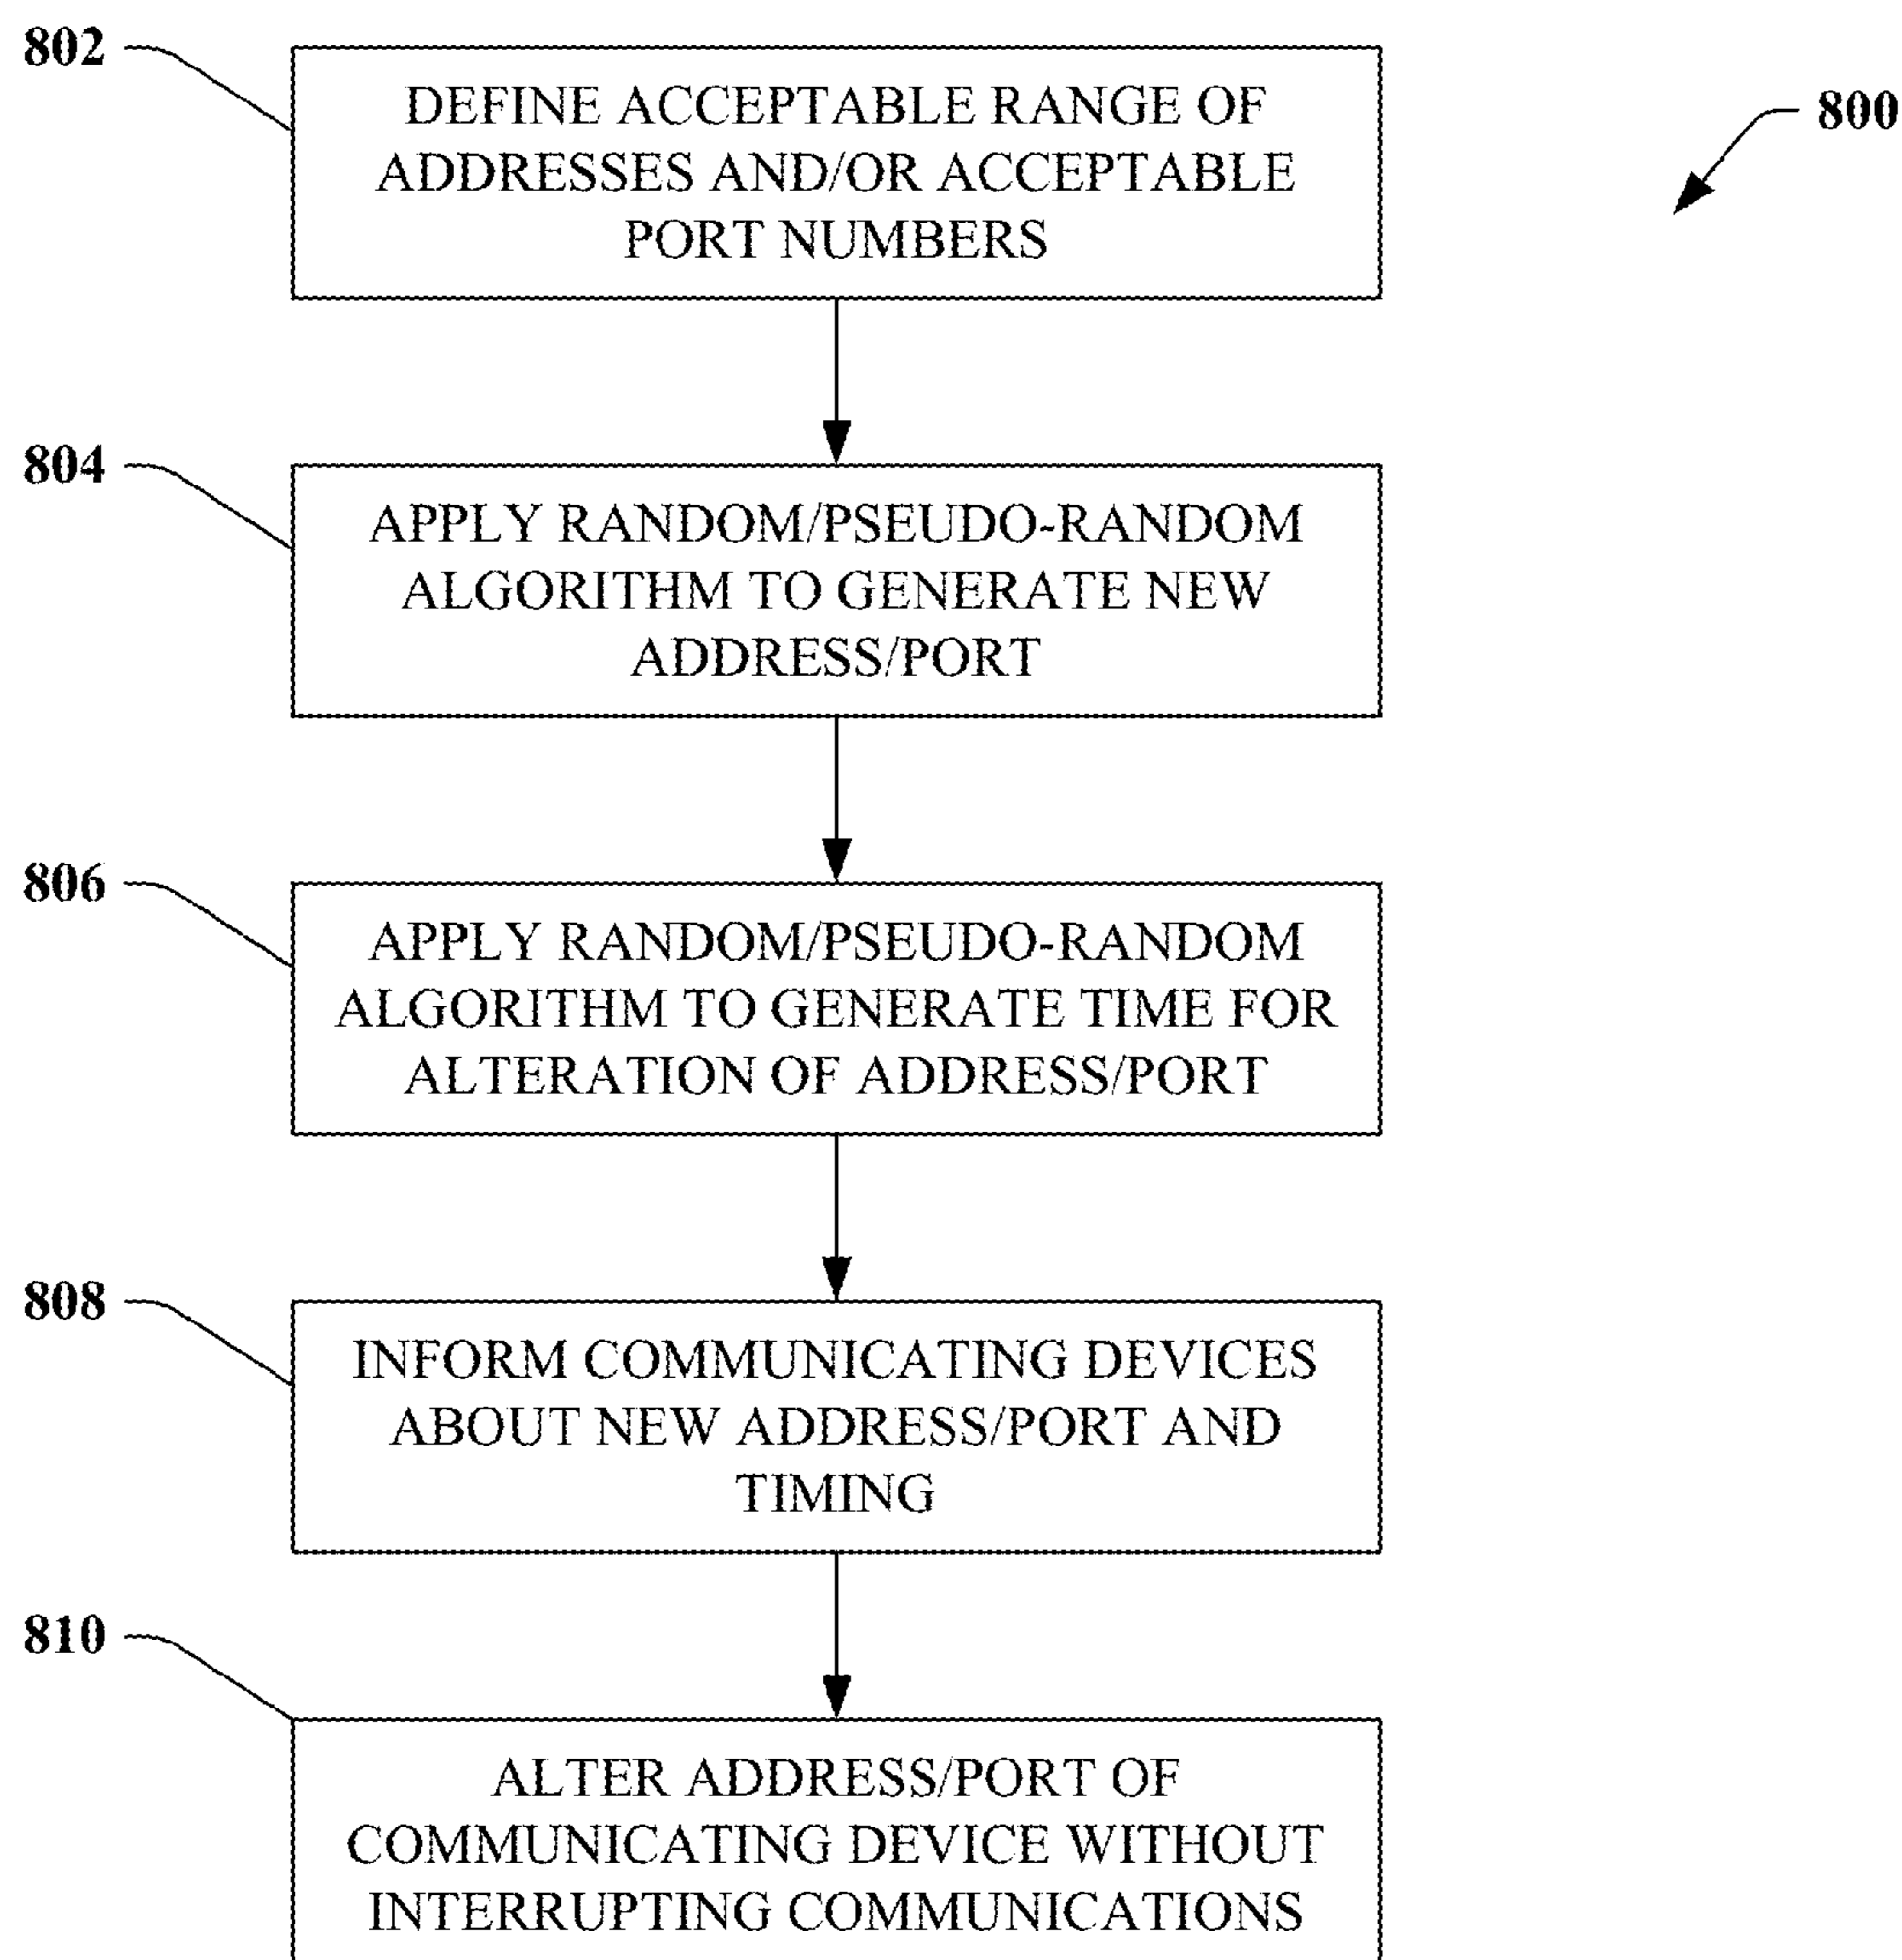 802
DEFINE ACCEPTABLE RANGE OF
ADDRESSES AND/OR ACCEPTABLE
PORT NUMBERS
800
804
APPLY RANDOM/PSEUDO-RANDOM
ALGORITHM TO GENERATE NEW
ADDRESS/PORT
806
APPLY RANDOM/PSEUDO-RANDOM
ALGORITHM TO GENERATE TIME FOR
ALTERATION OF ADDRESS/PORT
808
INFORM COMMUNICATING DEVICES
ABOUT NEW ADDRESS/PORT AND
TIMING
810
ALTER ADDRESS/PORT OF
COMMUNICATING DEVICE WITHOUT
INTERRUPTING COMMUNICATIONS